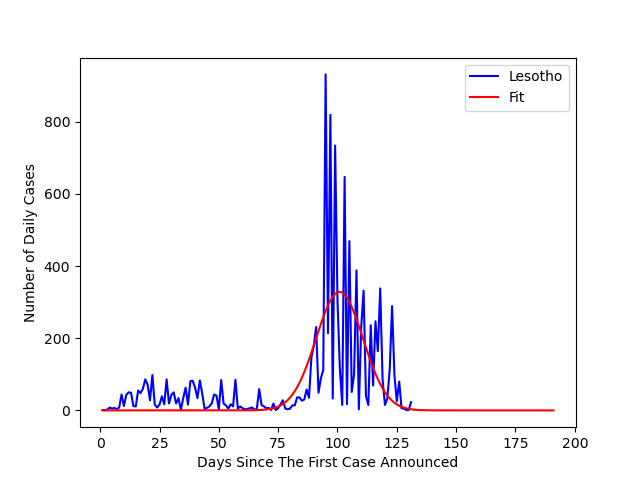 Lesotho
Fit
800
600
400
200
0
Number of Daily Cases
0 25 50 75 100 125 150 175 200
Days Since The First Case Announced